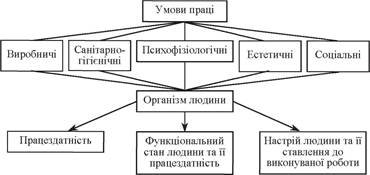 Умови праці
Виробничі
Санітарно-
гігієнічні
Психофізіологічні
Естетичні
Соціальні
Організм людини
Працездатність
Функціональний
стан людини та її
працездатність
Настрій людини та її
ставлення до
виконуваної роботи